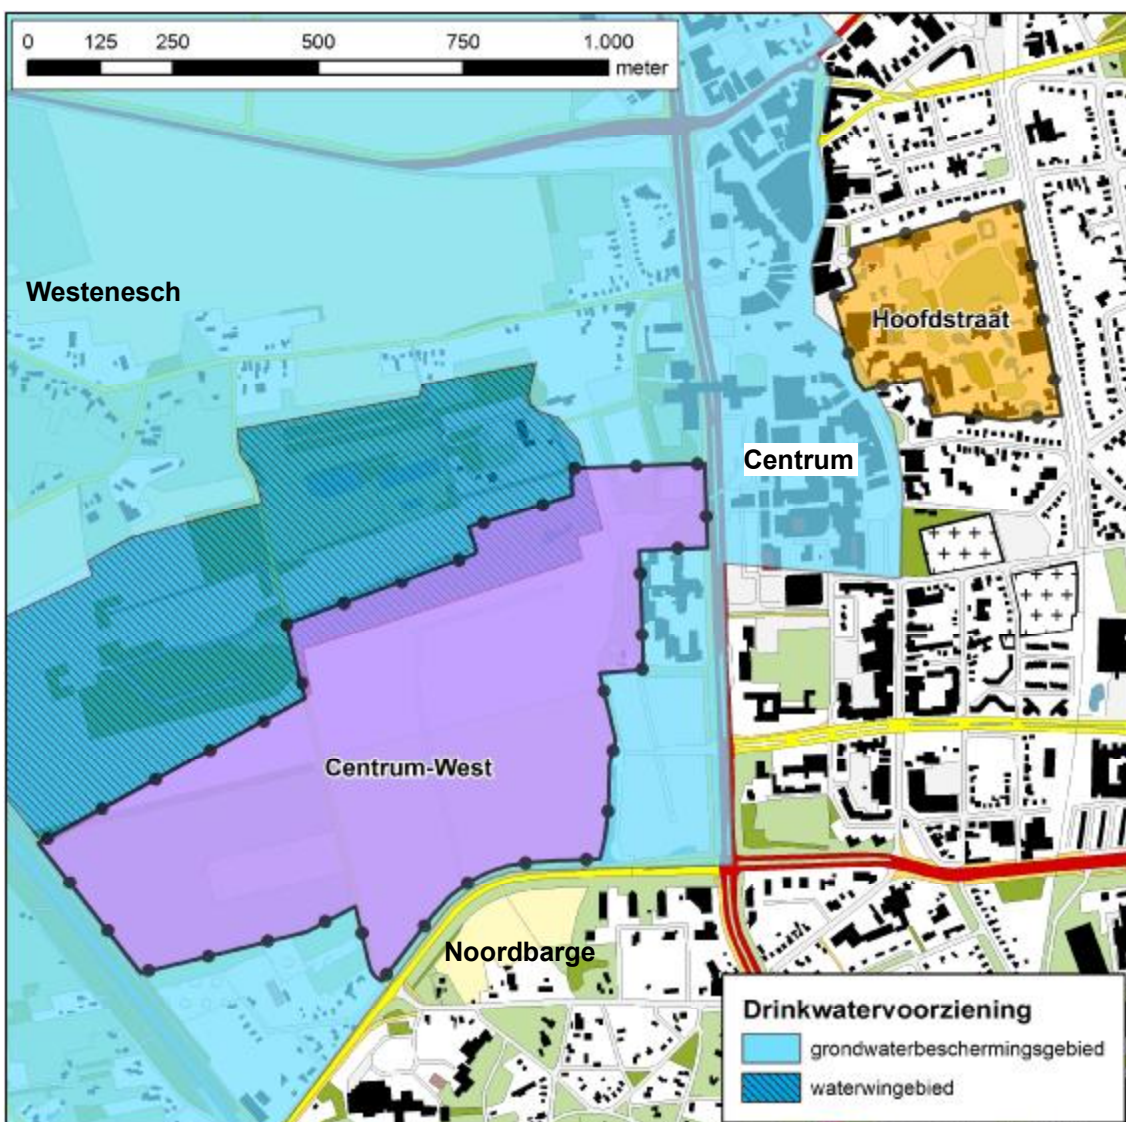 0 125 250 500 750 1.000
meter
Westenesch
Hoofdstraat
Centrum
Centrum-West
Noordbarge
Drinkwatervoorziening
grondwaterbeschermingsgebied
waterwingebied